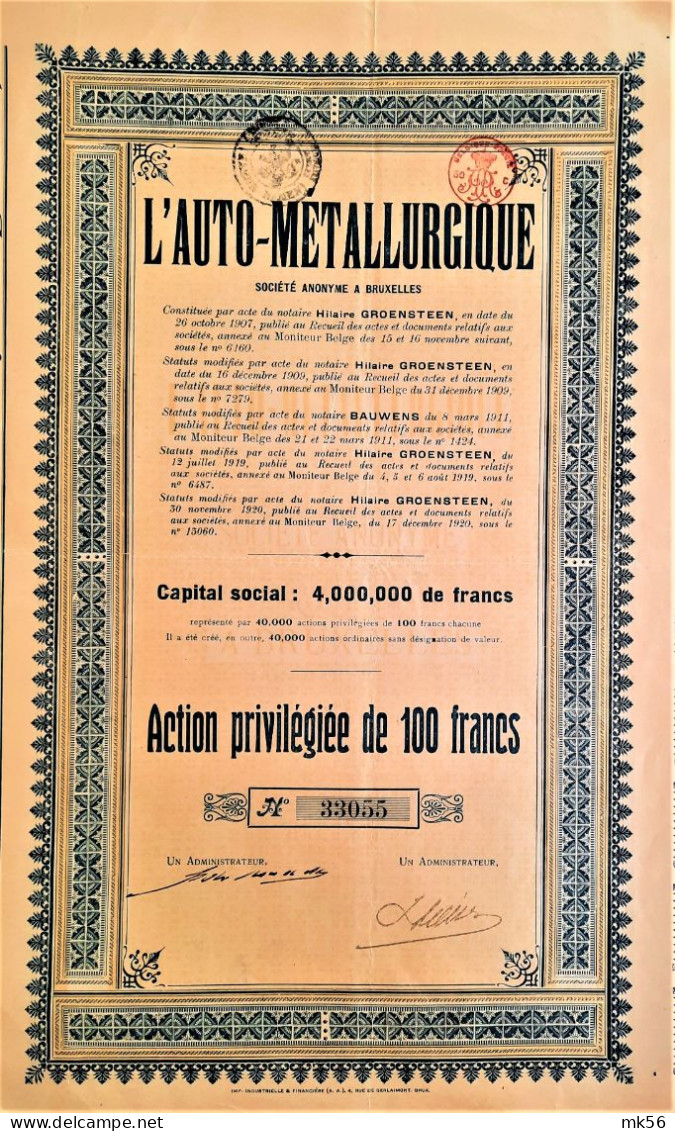 L'AUTO-METALLURGIQUE
SOCIÉTÉ ANONYME A BRUXELLES
Constituée par acte du notaire Hilaire GROENSTEEN, en date du
26 octobre 1907, publié au Recueil des actes et documents relatifs aux
sociétés, annexé au Moniteur Belge des 15 et 16 novembre suivant,
sous le nº 6160.
Statuts modifiés par acte du notaire Hilaire GROENSTEEN, en
date du 16 décembre 1909, publié au Recueil des actes et documents
relatifs aux sociétés, annexé au Moniteur Belge du 31 décembre 1909,
sous le nº 7279.
Statuts modifiés par acte du notaire BAUWENS du 8 mars 1911,
publié au Recueil des actes et documents relatifs aux sociétés, annexé
au Moniteur Belge des 21 et 22 mars 1911, sous le nº 1424.
Statuts modifiés par acte du notaire Hilaire GROENSTEEN, du
12 juillet 1919, publié au Recueil des actes et documents relatifs
aux sociétés, annexé au Moniteur Belge du 4, 5 et 6 août 1919, sous le
nº 6487.
Statuts modifiés par acte du notaire Hilaire GROENSTEEN, du
30 novembre 1920, publié au Recueil des actes et documents relatifs
aux sociétés, annexé au Moniteur Belge, du 17 décembre 1920, sous le
nº 13060.
Capital social : 4,000,000 de francs
représenté par 40,000 actions privilégiées de 100 francs chacune
Il a été créé, en outre, 40,000 actions ordinaires sans désignation de valeur.
Action privilégiée de 100 francs
Nº 33055
UN ADMINISTRATEUR, UN ADMINISTRATEUR,
IMP. INDUSTRIELLE & FINANCIÈRE (S. A.), 4, RUE DE BERLAIMONT, BRUX.
Delcampe.net
mk56